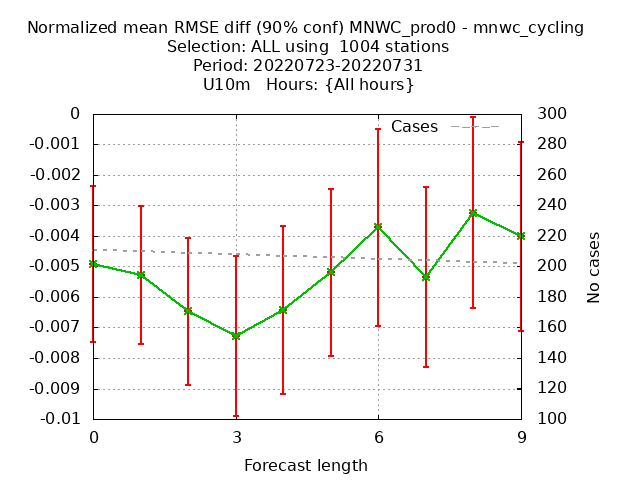 Normalized mean RMSE diff (90% conf) MNWC_prod0 - mnwc_cycling
Selection: ALL using  1004 stations
Period: 20220723-20220731
U10m   Hours: {All hours}
Cases
0
-0.001
-0.002
-0.003
-0.004
-0.005
-0.006
-0.007
-0.008
-0.009
-0.01
300
280
260
240
220
200
180
160
140
120
100
No cases
0 3 6 9
Forecast length